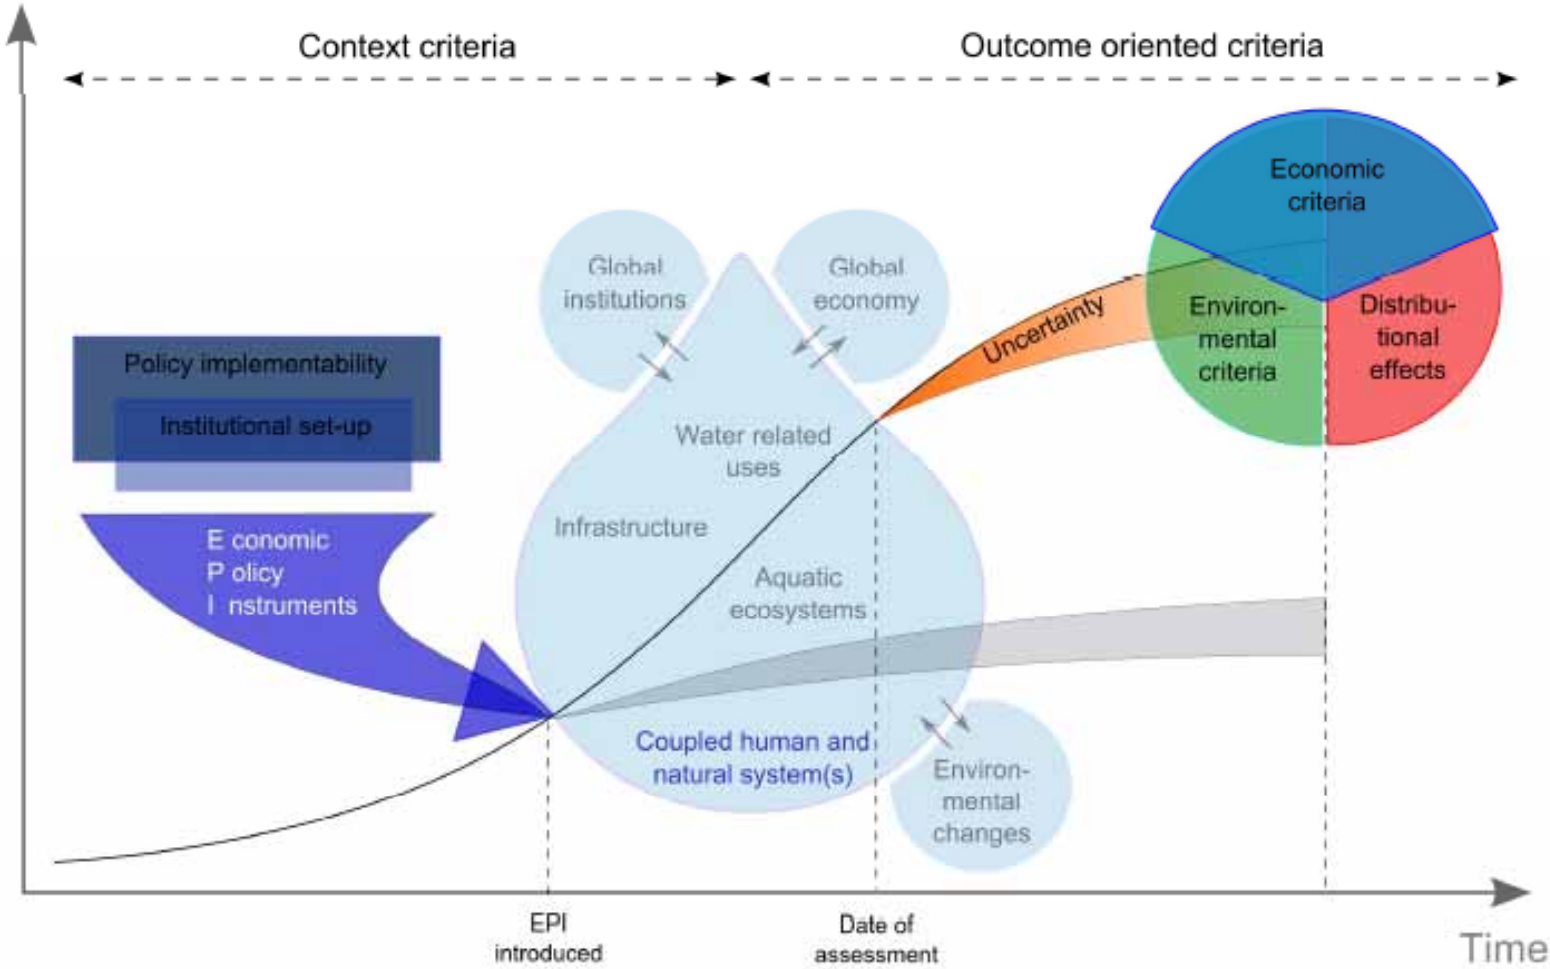 Context criteria
Outcome oriented criteria
Economic
criteria
Global
institutions
Global
economy
Uncertainty
Environ-
mental
criteria
Distribu-
tional
effects
Policy implementability
Institutional set-up
Water related
uses
Infrastructure
E conomic
P olicy
I nstruments
Aquatic
ecosystems
Coupled human and
natural system(s)
Environ-
mental
changes
EPI
introduced
Date of
assessment
Time